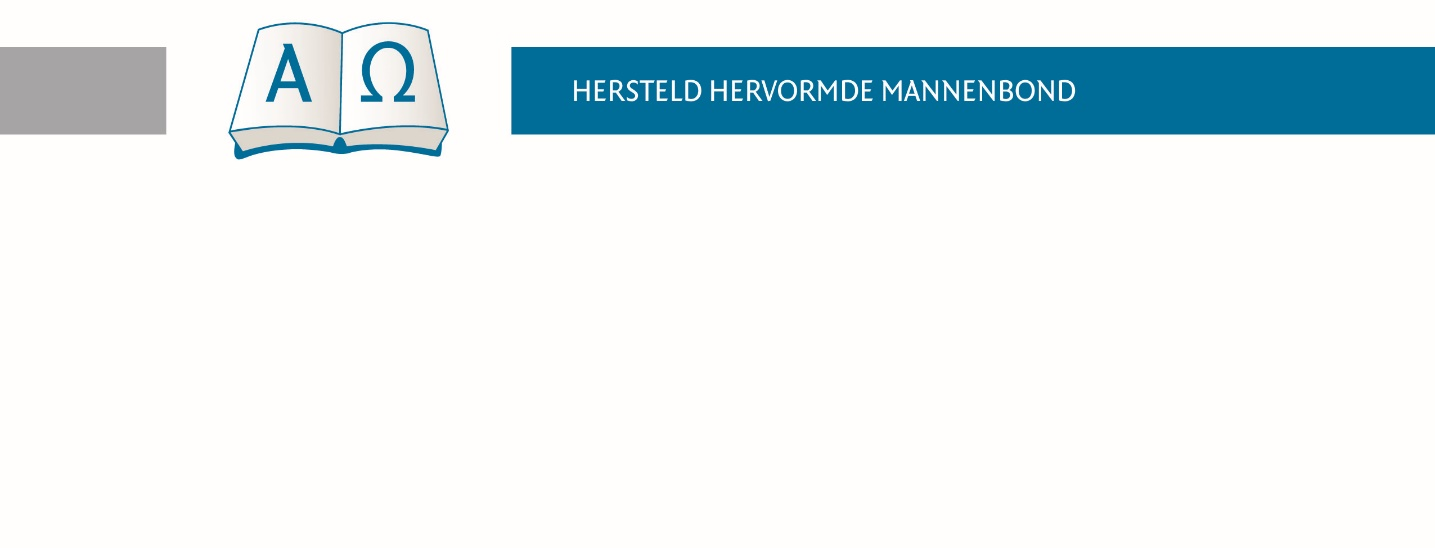 Α Ω
HERSTELD HERVORMDE MANNENBOND